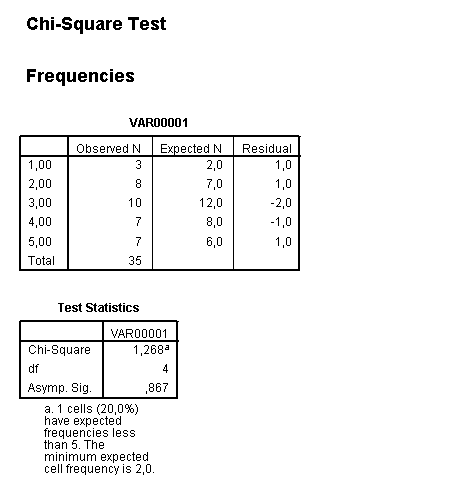 Chi-Square Test
Frequencies
VAR00001
Observed N Expected N Residual
1,00 3 2,0 1,0
2,00 8 7,0 1,0
3,00 10 12,0 -2,0
4,00 7 8,0 -1,0
5,00 7 6,0 1,0
Total 35
Test Statistics
VAR00001
Chi-Square 1,268a
df 4
Asymp. Sig. ,867
a. 1 cells (20,0%)
have expected
frequencies less
than 5. The
minimum expected
cell frequency is 2,0.